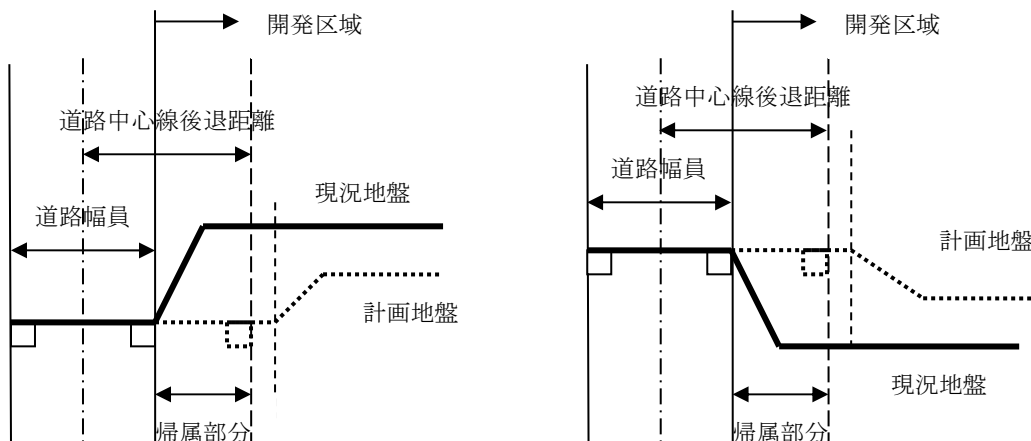 開発区域
道路中心線後退距離
現況地盤
道路幅員
計画地盤
帰属部分
開発区域
道路中心線後退距離
道路幅員
計画地盤
現況地盤
帰属部分